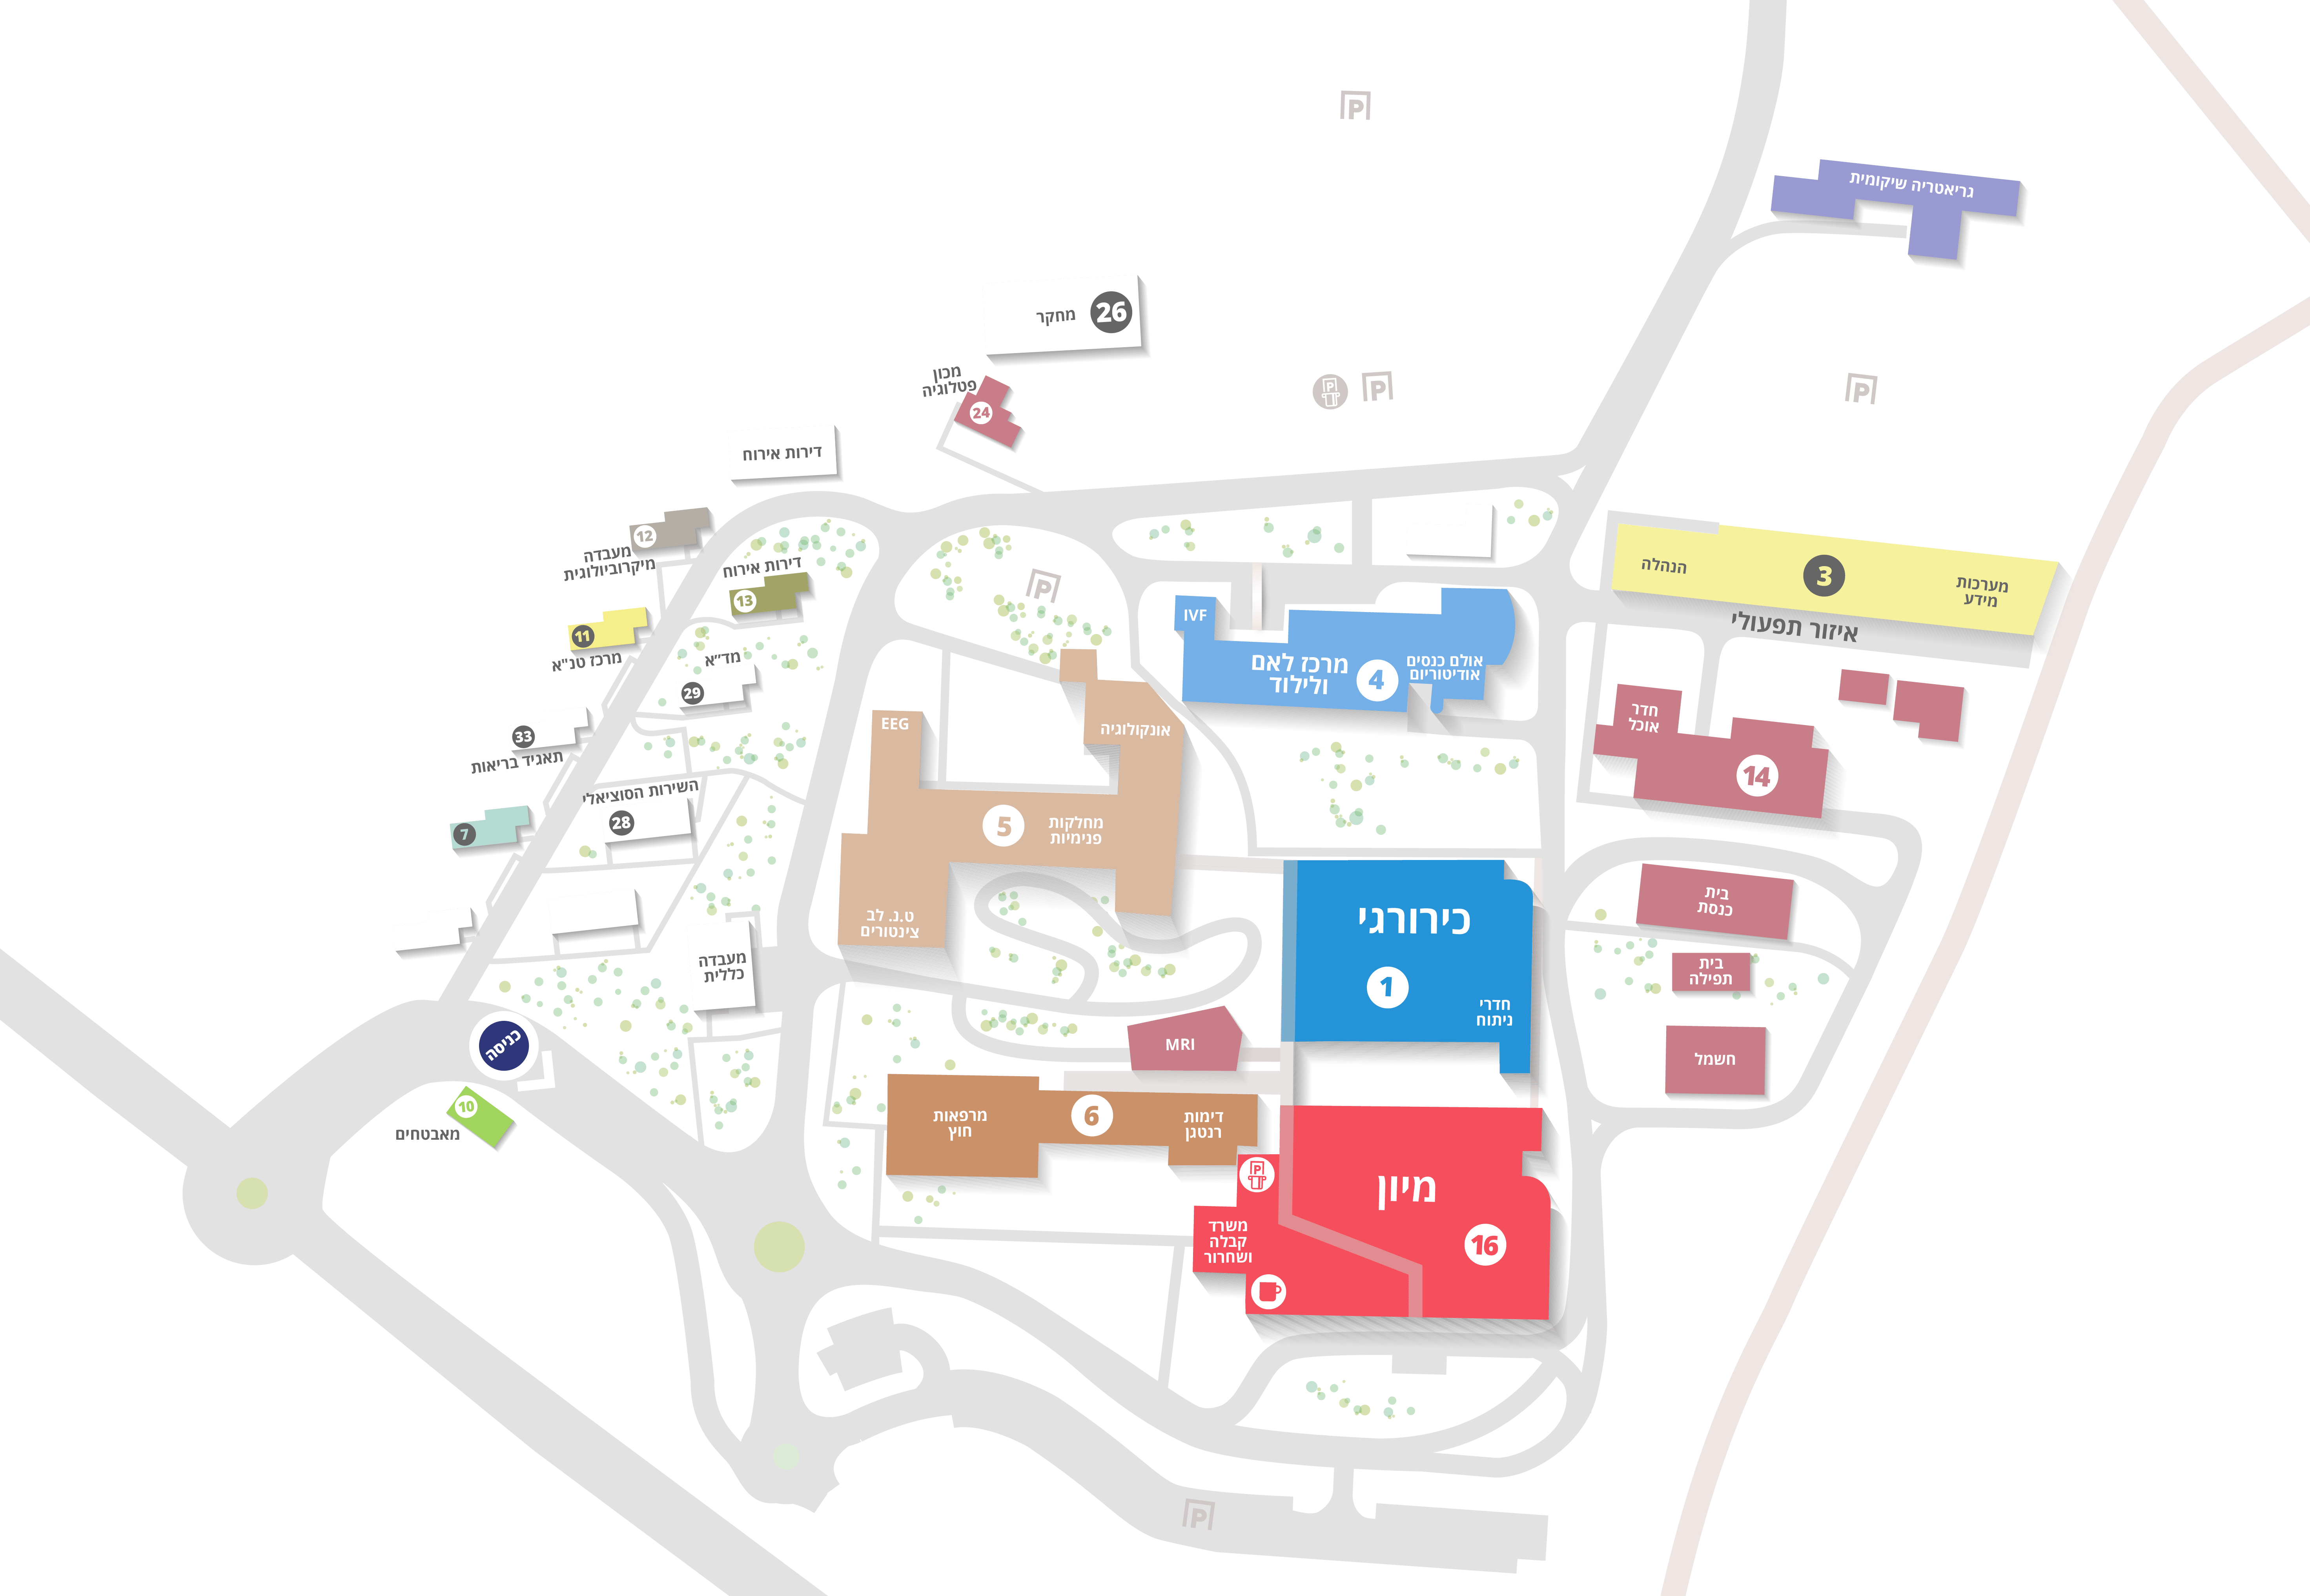 P
גריאטריה שיקומית
26
מחקר
מכון
פטלוגיה
24
P
P
P
דירות אירוח
12
מעבדה
מיקרוביולוגית
דירות אירוח
13
P
הנהלה
3
מערכות
מידע
איזור תפעולי
11
מרכז טנ"א
מד״א
29
IVF
מרכז לאם
ולילוד
4
אולם כנסים
אודיטוריום
33
תאגיד בריאות
EEG
אונקולוגיה
חדר
אוכל
14
השירות הסוציאלי
28
7
5
מחלקות
פנימיות
ט.נ. לב
צינטורים
כירורגי
1
חדרי
ניתוח
בית
כנסת
בית
תפילה
חשמל
מעבדה
כללית
כניסה
MRI
10
מאבטחים
מרפאות
חוץ
6
דימות
רנטגן
P
מיון
16
משרד
קבלה
ושחרור
P